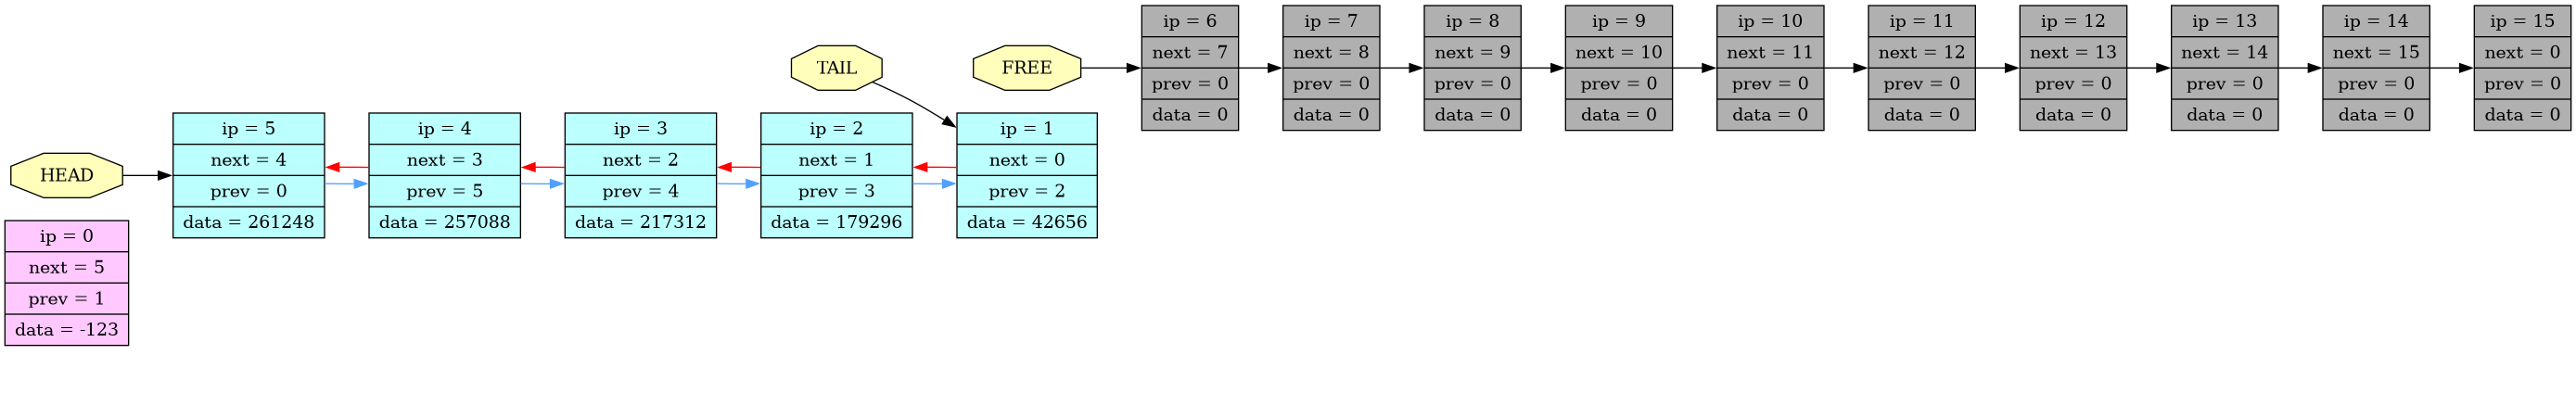 HEAD
ip = 0
next = 5
prev = 1
data = -123
ip = 5
next = 4
prev = 0
data = 261248
ip = 4
next = 3
prev = 5
data = 257088
ip = 3
next = 2
prev = 4
data = 217312
TAIL
ip = 2
next = 1
prev = 3
data = 179296
FREE
ip = 1
next = 0
prev = 2
data = 42656
ip = 6
next = 7
prev = 0
data = 0
ip = 7
next = 8
prev = 0
data = 0
ip = 8
next = 9
prev = 0
data = 0
ip = 9
next = 10
prev = 0
data = 0
ip = 10
next = 11
prev = 0
data = 0
ip = 11
next = 12
prev = 0
data = 0
ip = 12
next = 13
prev = 0
data = 0
ip = 13
next = 14
prev = 0
data = 0
ip = 14
next = 15
prev = 0
data = 0
ip = 15
next = 0
prev = 0
data = 0